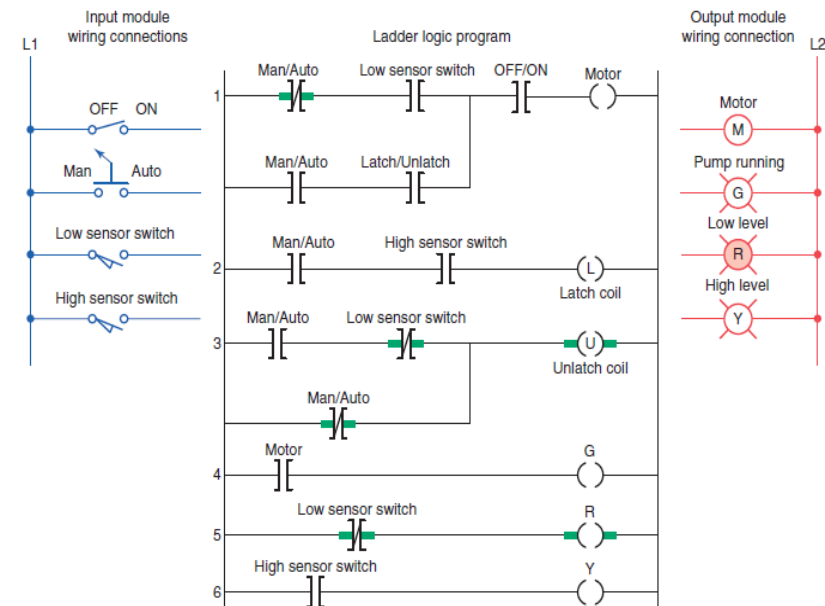 Input module
wiring connections
L1
OFF ON
Man Auto
Low sensor switch
High sensor switch
Ladder logic program
1
Man/Auto Low sensor switch OFF/ON Motor
Man/Auto Latch/Unlatch
2
Man/Auto High sensor switch
L
Latch coil
3
Man/Auto Low sensor switch
U
Unlatch coil
Man/Auto
4
Motor G
5
Low sensor switch R
6
High sensor switch Y
Output module
wiring connection
L2
Motor
M
Pump running
G
Low level
R
High level
Y